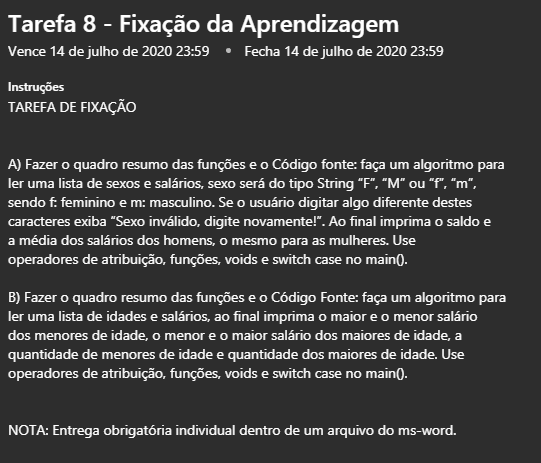 Tarefa 8 - Fixação da Aprendizagem
Vence 14 de julho de 2020 23:59 • Fecha 14 de julho de 2020 23:59
Instruções
TAREFA DE FIXAÇÃO
A) Fazer o quadro resumo das funções e o Código fonte: faça um algoritmo para
ler uma lista de sexos e salários, sexo será do tipo String “F”, “M” ou “f”, “m”,
sendo f: feminino e m: masculino. Se o usuário digitar algo diferente destes
caracteres exiba “Sexo inválido, digite novamente!”. Ao final imprima o saldo e
a média dos salários dos homens, o mesmo para as mulheres. Use
operadores de atribuição, funções, voids e switch case no main().
B) Fazer o quadro resumo das funções e o Código Fonte: faça um algoritmo para
ler uma lista de idades e salários, ao final imprima o maior e o menor salário
dos menores de idade, o menor e o maior salário dos maiores de idade, a
quantidade de menores de idade e quantidade dos maiores de idade. Use
operadores de atribuição, funções, voids e switch case no main().
NOTA: Entrega obrigatória individual dentro de um arquivo do ms-word.